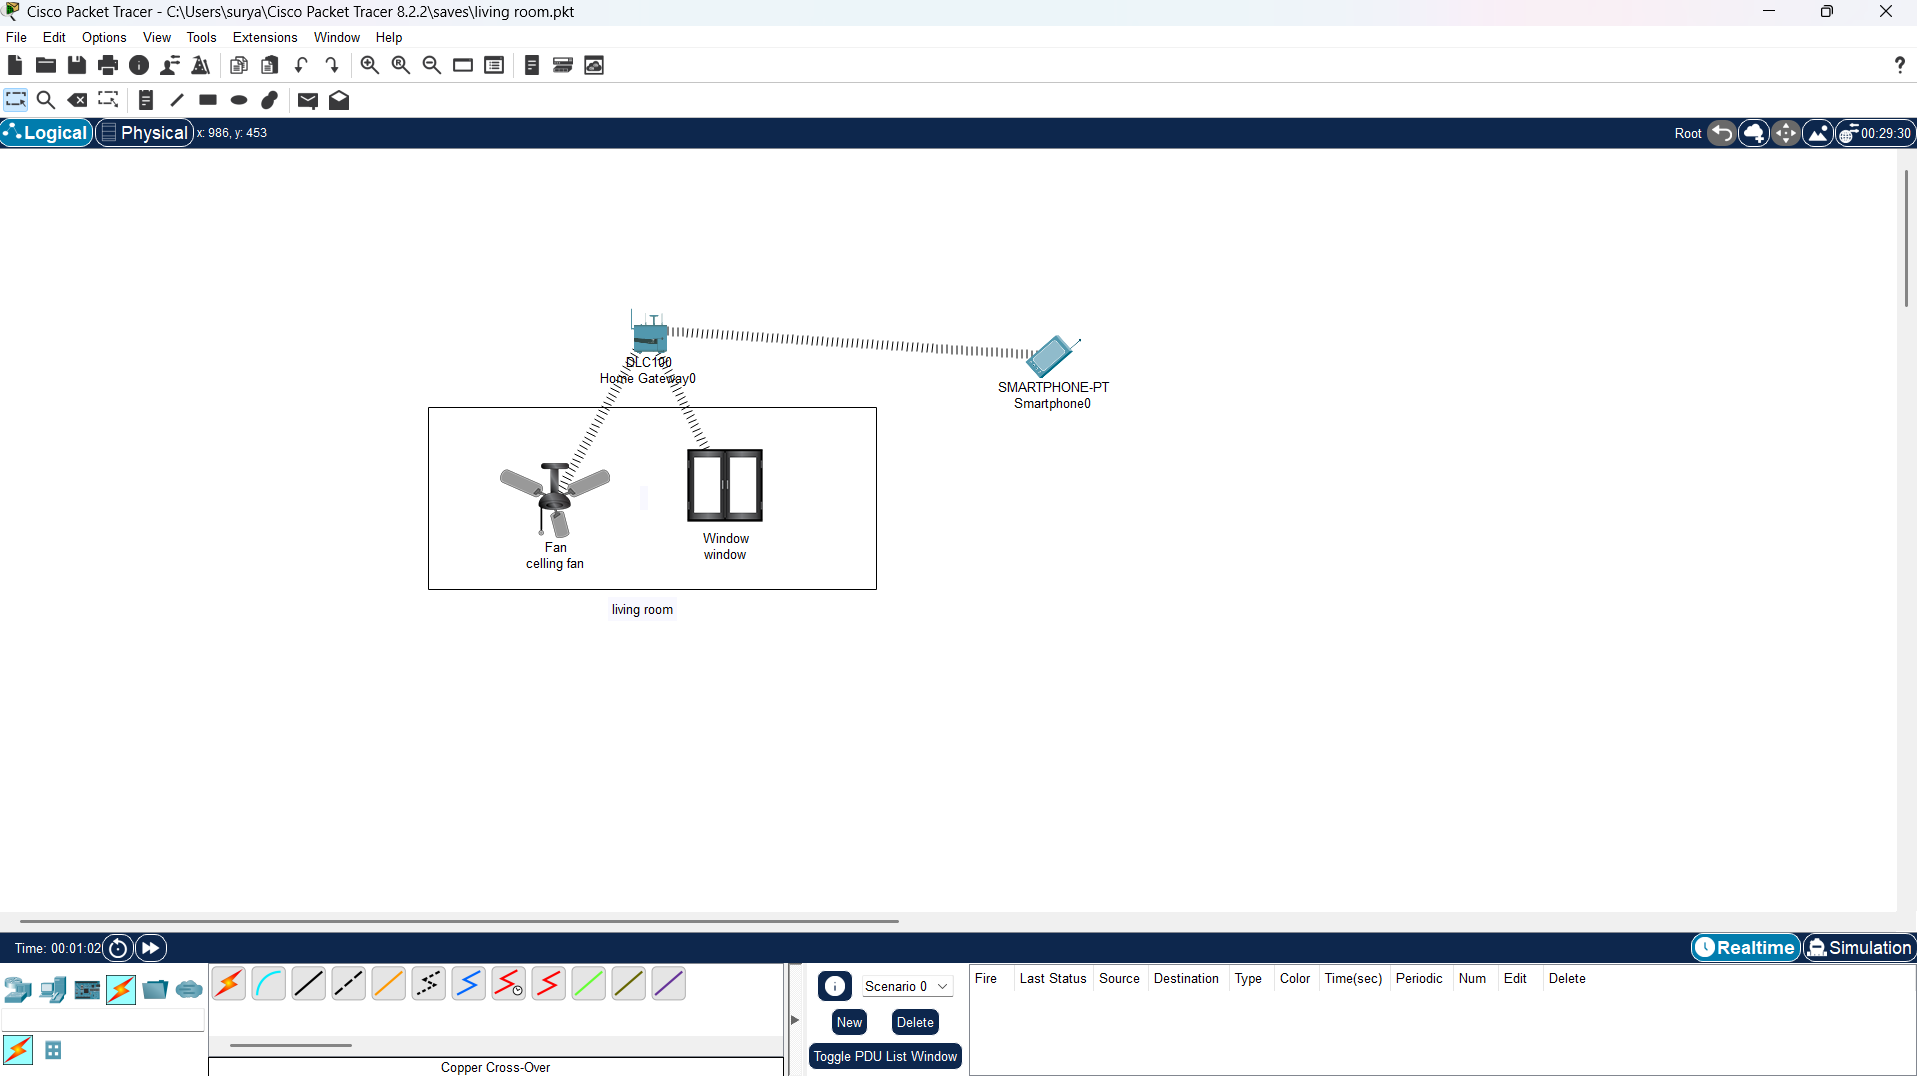 Cisco Packet Tracer - C:\Users\surya\Cisco Packet Tracer 8.2.2\saves\living room.pkt
File Edit Options View Tools Extensions Window Help
Logical Physical x: 986, y: 453 Root 00:29:30
DLC100
Home Gateway0
SMARTPHONE-PT
Smartphone0
Fan
celling fan
Window
window
living room
Time: 00:01:02 Realtime Simulation
Scenario 0
New Delete
Toggle PDU List Window
Fire Last Status Source Destination Type Color Time(sec) Periodic Num Edit Delete
Copper Cross-Over